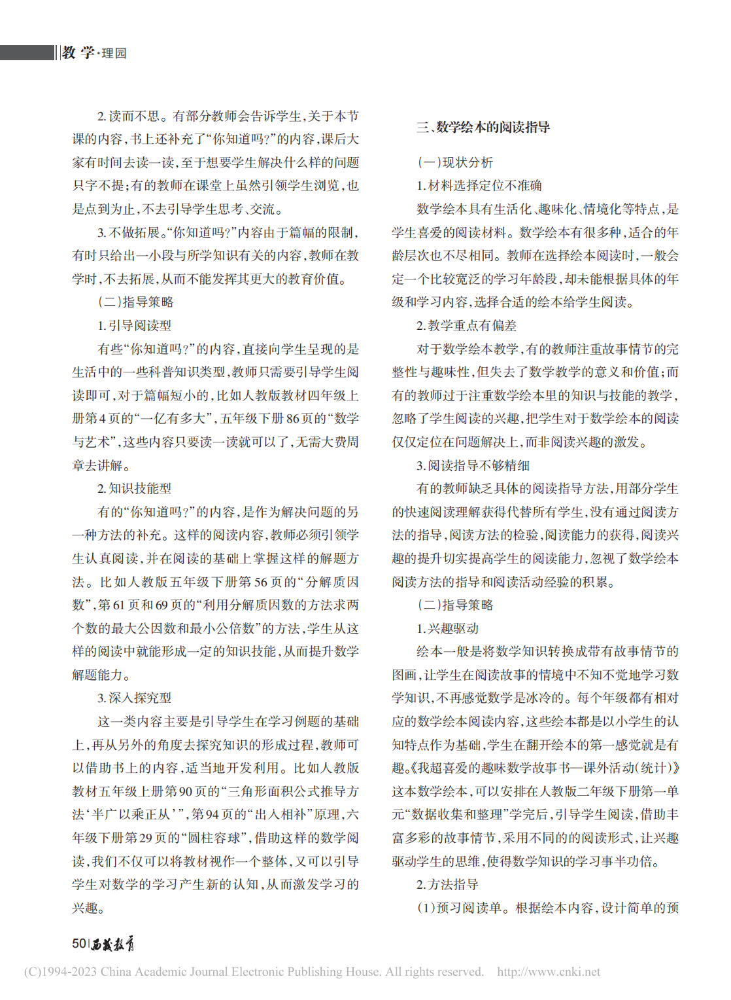 教 学·理园
2.读而不思。有部分教师会告诉学生,关于本节
课的内容,书上还补充了“你知道吗?”的内容,课后大
家有时间去读一读,至于想要学生解决什么样的问题
只字不提;有的教师在课堂上虽然引领学生浏览,也
是点到为止,不去引导学生思考、交流。
3.不做拓展。“你知道吗?”内容由于篇幅的限制,
有时只给出一小段与所学知识有关的内容,教师在教
学时,不去拓展,从而不能发挥其更大的教育价值。
(二)指导策略
1.引导阅读型
有些“你知道吗?”的内容,直接向学生呈现的是
生活中的一些科普知识类型,教师只需要引导学生阅
读即可,对于篇幅短小的,比如人教版教材四年级上
册第4页的“一亿有多大”,五年级下册86页的“数学
与艺术”,这些内容只要读一读就可以了,无需大费周
章去讲解。
2.知识技能型
有的“你知道吗?”的内容,是作为解决问题的另
一种方法的补充。这样的阅读内容,教师必须引领学
生认真阅读,并在阅读的基础上掌握这样的解题方
法。比如人教版五年级下册第56页的“分解质因
数”,第61页和69页的“利用分解质因数的方法求两
个数的最大公因数和最小公倍数”的方法,学生从这
样的阅读中就能形成一定的知识技能,从而提升数学
解题能力。
3.深入探究型
这一类内容主要是引导学生在学习例题的基础
上,再从另外的角度去探究知识的形成过程,教师可
以借助书上的内容,适当地开发利用。比如人教版
教材五年级上册第90页的“三角形面积公式推导方
法‘半广以乘正从’”,第94页的“出入相补”原理,六
年级下册第29页的“圆柱容球”,借助这样的数学阅
读,我们不仅可以将教材视作一个整体,又可以引导
学生对数学的学习产生新的认知,从而激发学习的
兴趣。
三、数学绘本的阅读指导
(一)现状分析
1.材料选择定位不准确
数学绘本具有生活化、趣味化、情境化等特点,是
学生喜爱的阅读材料。数学绘本有很多种,适合的年
龄层次也不尽相同。教师在选择绘本阅读时,一般会
定一个比较宽泛的学习年龄段,却未能根据具体的年
级和学习内容,选择合适的绘本给学生阅读。
2.教学重点有偏差
对于数学绘本教学,有的教师注重故事情节的完
整性与趣味性,但失去了数学教学的意义和价值;而
有的教师过于注重数学绘本里的知识与技能的教学,
忽略了学生阅读的兴趣,把学生对于数学绘本的阅读
仅仅定位在问题解决上,而非阅读兴趣的激发。
3.阅读指导不够精细
有的教师缺乏具体的阅读指导方法,用部分学生
的快速阅读理解获得代替所有学生,没有通过阅读方
法的指导,阅读方法的检验,阅读能力的获得,阅读兴
趣的提升切实提高学生的阅读能力,忽视了数学绘本
阅读方法的指导和阅读活动经验的积累。
(二)指导策略
1.兴趣驱动
绘本一般是将数学知识转换成带有故事情节的
图画,让学生在阅读故事的情境中不知不觉地学习数
学知识,不再感觉数学是冰冷的。每个年级都有相对
应的数学绘本阅读内容,这些绘本都是以小学生的认
知特点作为基础,学生在翻开绘本的第一感觉就是有
趣。《我超喜爱的趣味数学故事书—课外活动(统计)》
这本数学绘本,可以安排在人教版二年级下册第一单
元“数据收集和整理”学完后,引导学生阅读,借助丰
富多彩的故事情节,采用不同的的阅读形式,让兴趣
驱动学生的思维,使得数学知识的学习事半功倍。
2.方法指导
(1)预习阅读单。根据绘本内容,设计简单的预
50|西藏教育
(C)1994-2023 China Academic Journal Electronic Publishing House. All rights reserved. http://www.cnki.net